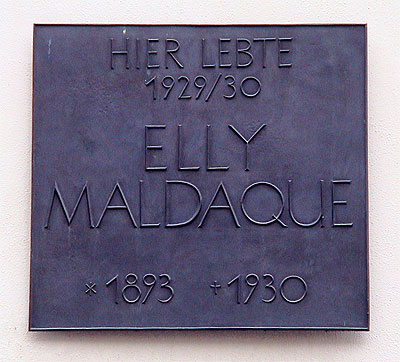 HIER LEBTE
1929/30
ELLY
MALDAQUE
* 1893 † 1930